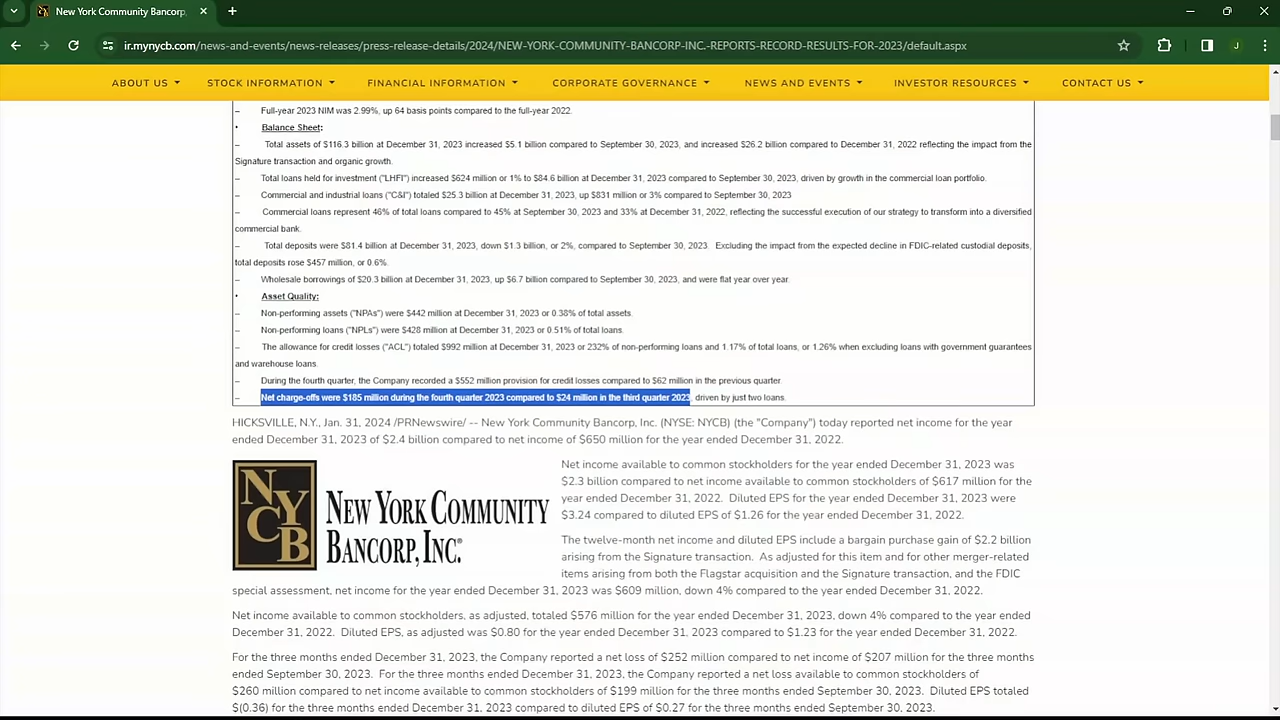 New York Community Bancorp,
ir.mynycb.com/news-and-events/news-releases/press-release-details/2024/NEW-YORK-COMMUNITY-BANCORP-INC.-REPORTS-RECORD-RESULTS-FOR-2023/default.aspx
J
ABOUT US STOCK INFORMATION FINANCIAL INFORMATION CORPORATE GOVERNANCE NEWS AND EVENTS INVESTOR RESOURCES CONTACT US
– Full-year 2023 NIM was 2.99%, up 64 basis points compared to the full-year 2022.
• Balance Sheet:
– Total assets of $116.3 billion at December 31, 2023 increased $5.1 billion compared to September 30, 2023, and increased $26.2 billion compared to December 31, 2022 reflecting the impact from the
Signature transaction and organic growth.
– Total loans held for investment ("LHFI") increased $624 million or 1% to $84.6 billion at December 31, 2023 compared to September 30, 2023, driven by growth in the commercial loan portfolio.
– Commercial and industrial loans ("C&I") totaled $25.3 billion at December 31, 2023, up $831 million or 3% compared to September 30, 2023
– Commercial loans represent 46% of total loans compared to 45% at September 30, 2023 and 33% at December 31, 2022, reflecting the successful execution of our strategy to transform into a diversified
commercial bank.
– Total deposits were $81.4 billion at December 31, 2023, down $1.3 billion, or 2%, compared to September 30, 2023. Excluding the impact from the expected decline in FDIC-related custodial deposits,
total deposits rose $457 million, or 0.6%.
– Wholesale borrowings of $20.3 billion at December 31, 2023, up $6.7 billion compared to September 30, 2023, and were flat year over year.
• Asset Quality:
– Non-performing assets ("NPAs") were $442 million at December 31, 2023 or 0.38% of total assets.
– Non-performing loans ("NPLs") were $428 million at December 31, 2023 or 0.51% of total loans.
– The allowance for credit losses ("ACL") totaled $992 million at December 31, 2023 or 232% of non-performing loans and 1.17% of total loans, or 1.26% when excluding loans with government guarantees
and warehouse loans.
– During the fourth quarter, the Company recorded a $552 million provision for credit losses compared to $62 million in the previous quarter.
– Net charge-offs were $185 million during the fourth quarter 2023 compared to $24 million in the third quarter 2023, driven by just two loans.
HICKSVILLE, N.Y., Jan. 31, 2024 /PRNewswire/ -- New York Community Bancorp, Inc. (NYSE: NYCB) (the "Company") today reported net income for the year
ended December 31, 2023 of $2.4 billion compared to net income of $650 million for the year ended December 31, 2022.
NYCB
NEW YORK COMMUNITY
BANCORP, INC.®
Net income available to common stockholders for the year ended December 31, 2023 was
$2.3 billion compared to net income available to common stockholders of $617 million for the
year ended December 31, 2022. Diluted EPS for the year ended December 31, 2023 were
$3.24 compared to diluted EPS of $1.26 for the year ended December 31, 2022.
The twelve-month net income and diluted EPS include a bargain purchase gain of $2.2 billion
arising from the Signature transaction. As adjusted for this item and for other merger-related
items arising from both the Flagstar acquisition and the Signature transaction, and the FDIC
special assessment, net income for the year ended December 31, 2023 was $609 million, down 4% compared to the year ended December 31, 2022.
Net income available to common stockholders, as adjusted, totaled $576 million for the year ended December 31, 2023, down 4% compared to the year ended
December 31, 2022. Diluted EPS, as adjusted was $0.80 for the year ended December 31, 2023 compared to $1.23 for the year ended December 31, 2022.
For the three months ended December 31, 2023, the Company reported a net loss of $252 million compared to net income of $207 million for the three months
ended September 30, 2023. For the three months ended December 31, 2023, the Company reported a net loss available to common stockholders of
$260 million compared to net income available to common stockholders of $199 million for the three months ended September 30, 2023. Diluted EPS totaled
$(0.36) for the three months ended December 31, 2023 compared to diluted EPS of $0.27 for the three months ended September 30, 2023.